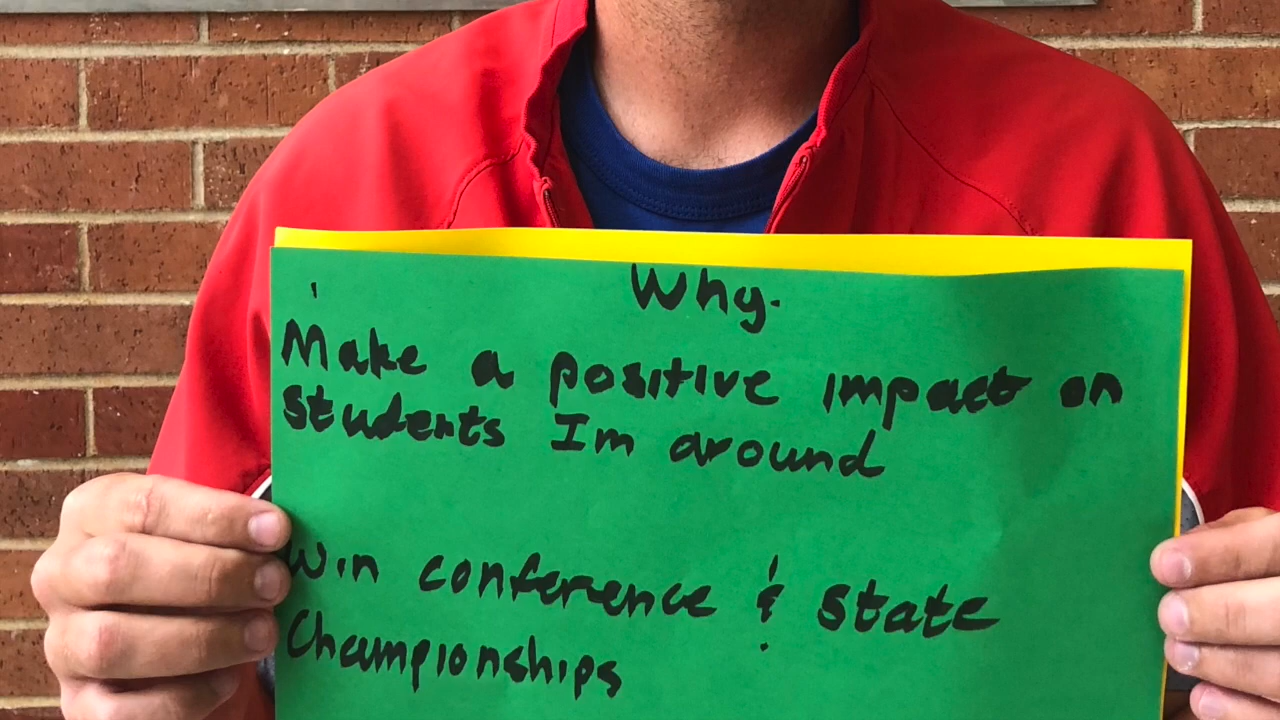 Why.
Make a positive impact on
students Im around
Win conference & state
Championships